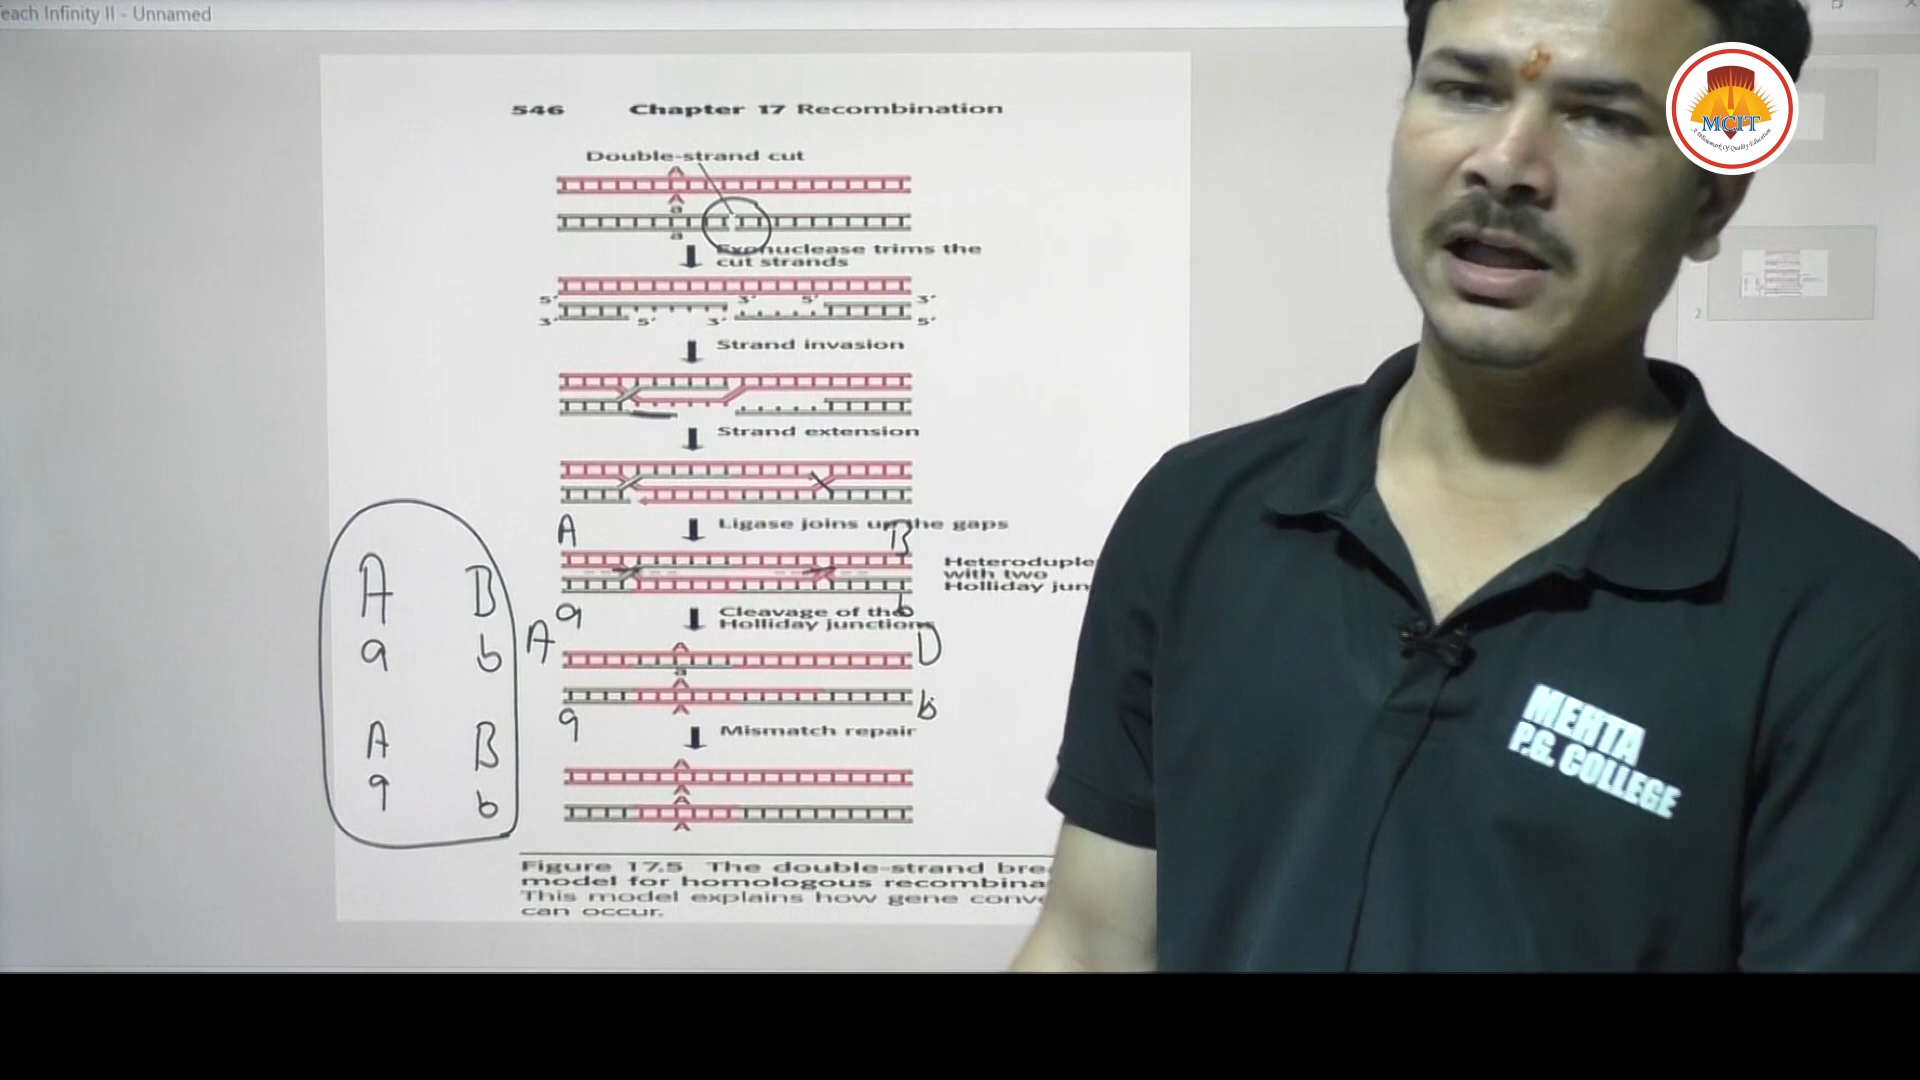 each Infinity II - Unnamed
546 Chapter 17 Recombination
Double-strand cut
A
A
a
a
Exonuclease trims the
cut strands
5′ 3′ 5′ 3′
3′ 5′ 3′ 5′
Strand invasion
Strand extension
Ligase joins up the gaps
A B
Heteroduple
with two
Holliday jun
a b
Cleavage of the
Holliday junctions
A B
a b
A B
a b
A
a
A
A
D
a b
Mismatch repair
A
A
A
A
Figure 17.5 The double-strand bre
model for homologous recombina
This model explains how gene conve
can occur.
2
MCIT
MEHTA
P.G. COLLEGE